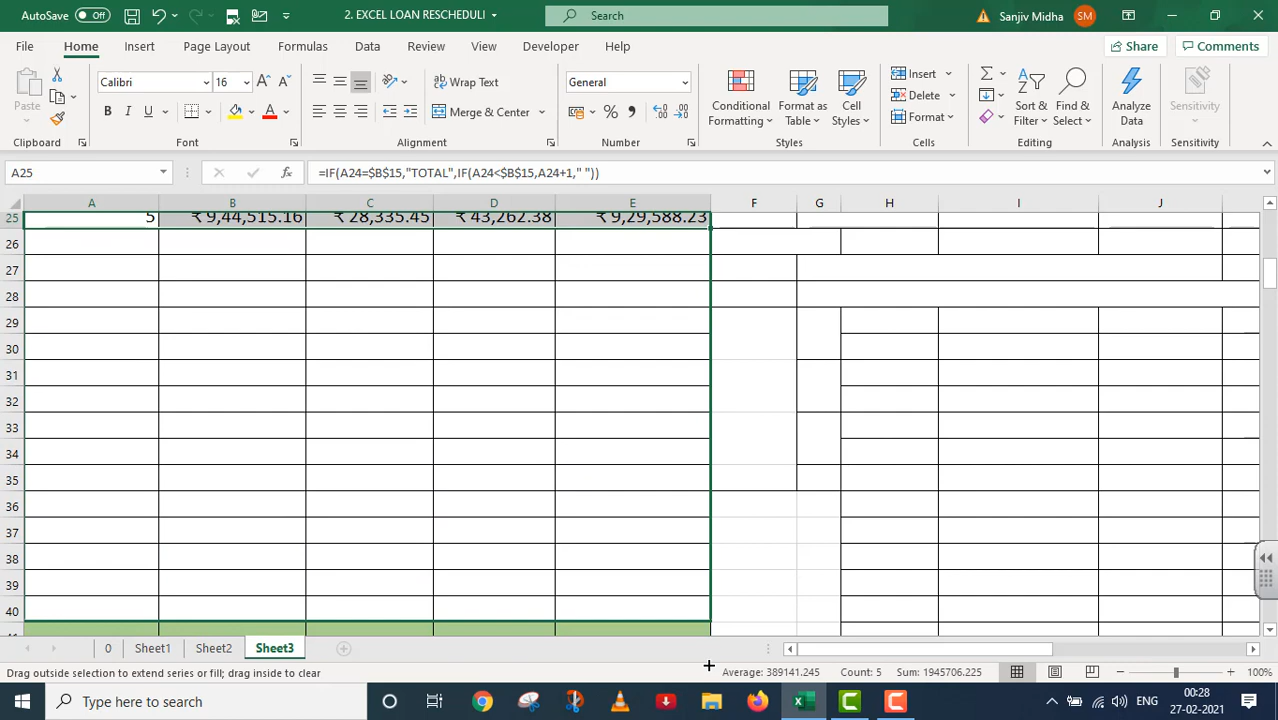 AutoSave Off 2. EXCEL LOAN RESCHEDULI Search Sanjiv Midha SM
File Home Insert Page Layout Formulas Data Review View Developer Help Share Comments
Paste Calibri 16 Wrap Text General Conditional Formatting Format as Table Cell Styles Insert Sort & Filter Find & Select Analyze Data Sensitivity
B I U A Merge & Center % Delete Format
Clipboard Font Alignment Number Styles Editing Analysis Sensitivity
A25 fx =IF(A24=$B$15,"TOTAL",IF(A24<$B$15,A24+1," "))
A B C D E F G H I J
25 5 ₹ 9,44,515.16 ₹ 28,335.45 ₹ 43,262.38 ₹ 9,29,588.23
26
27
28
29
30
31
32
33
34
35
36
37
38
39
40
0 Sheet1 Sheet2 Sheet3
Drag outside selection to extend series or fill; drag inside to clear Average: 389141.245 Count: 5 Sum: 1945706.225 100%
Type here to search ENG 00:28 27-02-2021